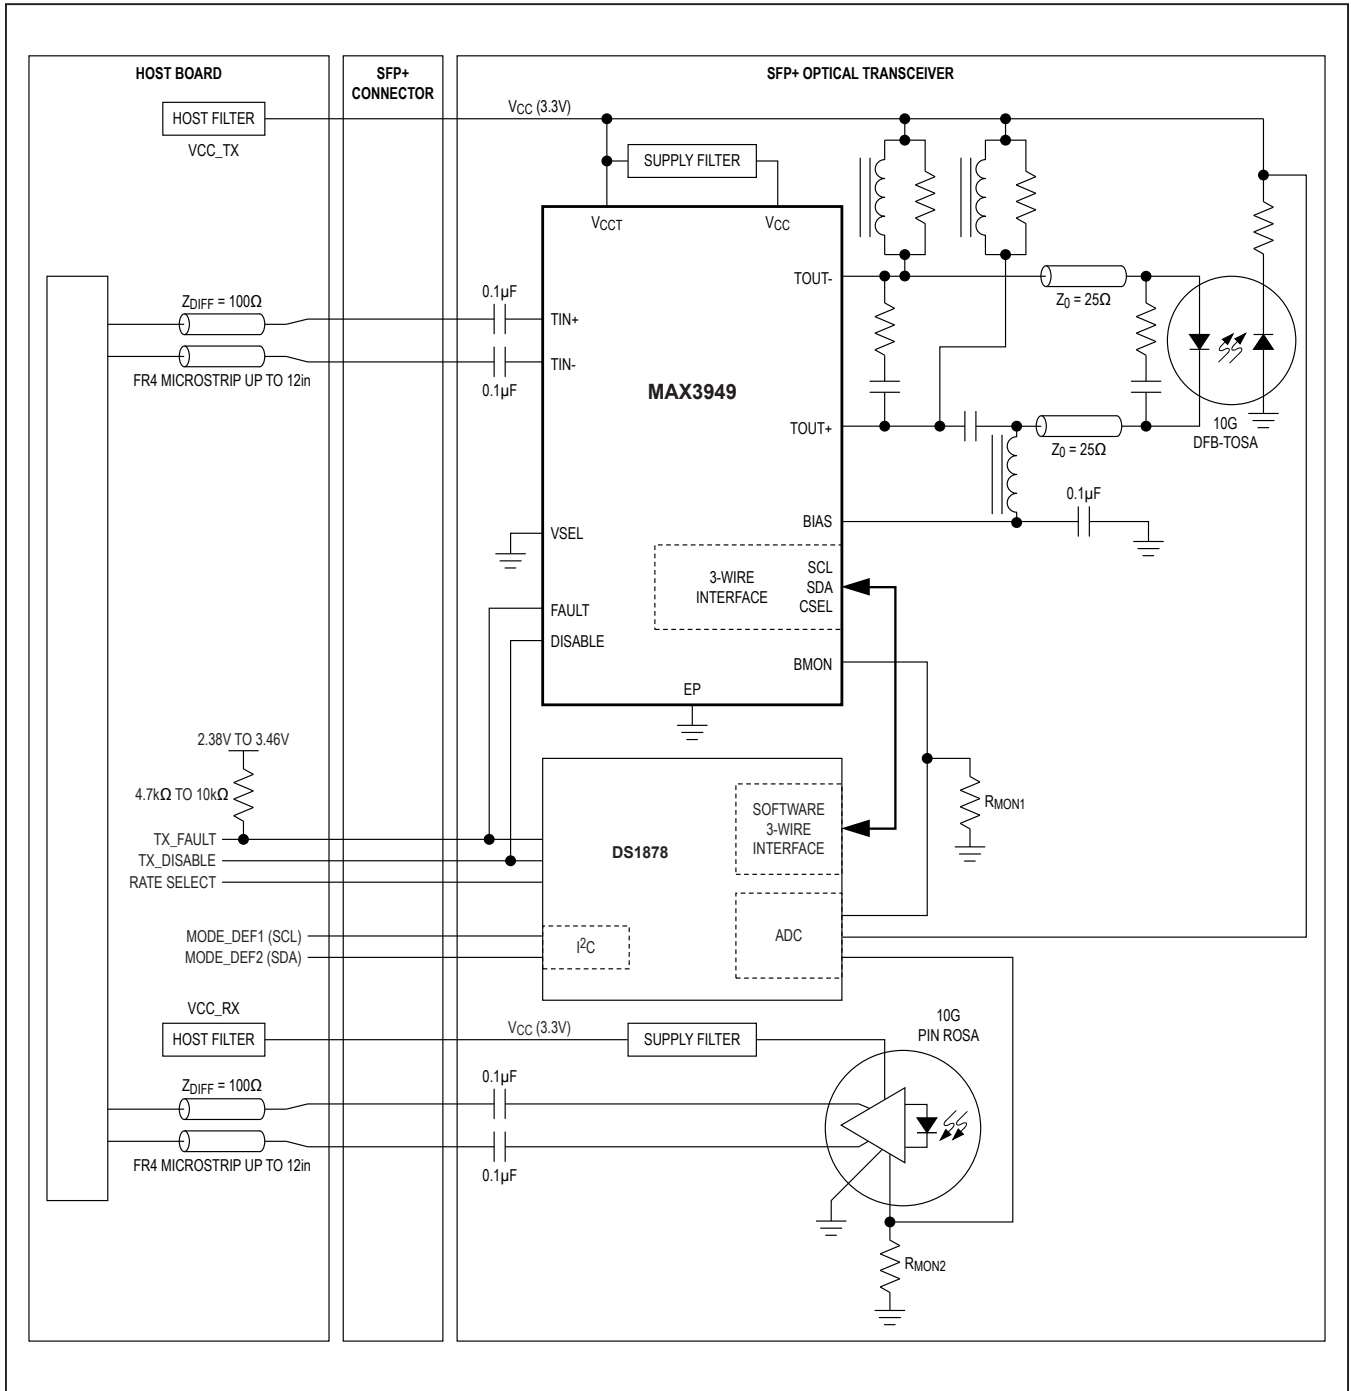 HOST BOARD
SFP+
CONNECTOR
SFP+ OPTICAL TRANSCEIVER
HOST FILTER
VCC_TX
VCC (3.3V)
SUPPLY FILTER
VCCT
VCC
TOUT-
Z0 = 25Ω
ZDIFF = 100Ω
0.1µF
TIN+
TIN-
FR4 MICROSTRIP UP TO 12in
0.1µF
MAX3949
TOUT+
Z0 = 25Ω
10G
DFB-TOSA
0.1µF
BIAS
VSEL
3-WIRE
INTERFACE
SCL
SDA
CSEL
FAULT
DISABLE
BMON
EP
2.38V TO 3.46V
4.7kΩ TO 10kΩ
RMON1
SOFTWARE
3-WIRE
INTERFACE
TX_FAULT
TX_DISABLE
RATE SELECT
DS1878
MODE_DEF1 (SCL)
MODE_DEF2 (SDA)
I2C
ADC
VCC_RX
HOST FILTER
VCC (3.3V)
SUPPLY FILTER
10G
PIN ROSA
ZDIFF = 100Ω
0.1µF
FR4 MICROSTRIP UP TO 12in
0.1µF
RMON2